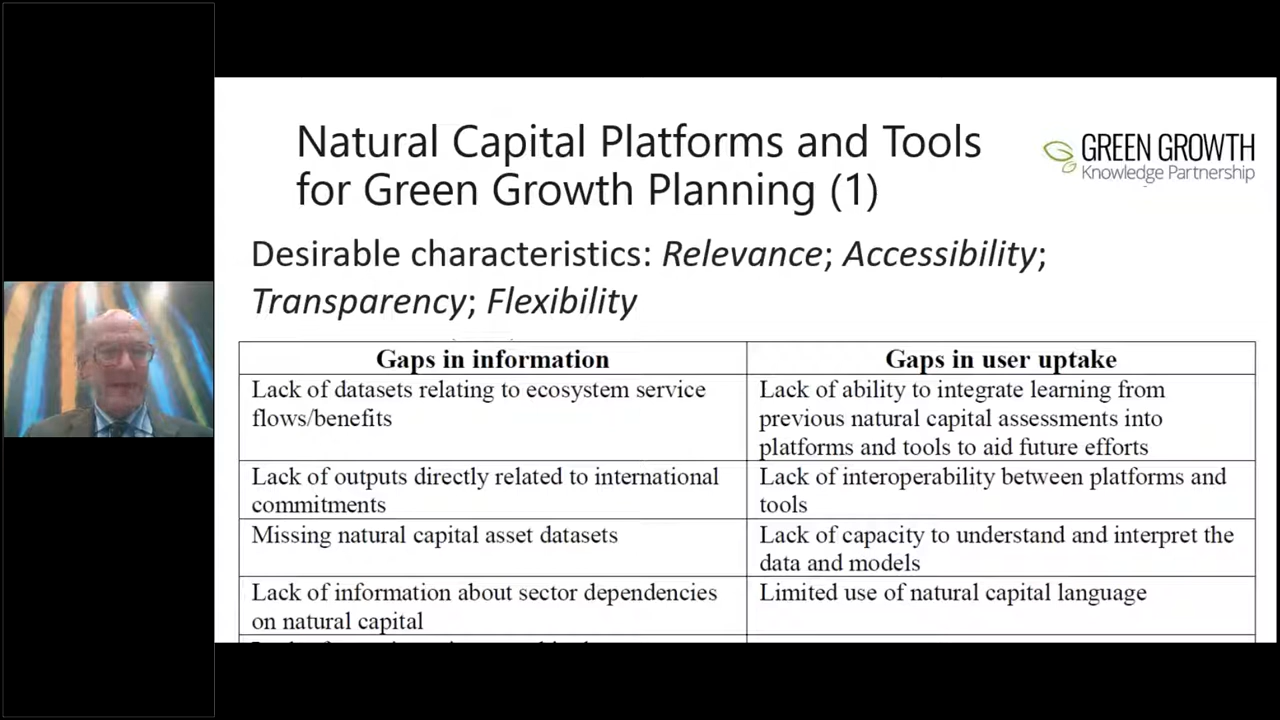 Natural Capital Platforms and Tools
for Green Growth Planning (1)
GREEN GROWTH
Knowledge Partnership
Desirable characteristics: Relevance; Accessibility;
Transparency; Flexibility
Gaps in information
Gaps in user uptake
Lack of datasets relating to ecosystem service
flows/benefits
Lack of ability to integrate learning from
previous natural capital assessments into
platforms and tools to aid future efforts
Lack of outputs directly related to international
commitments
Lack of interoperability between platforms and
tools
Missing natural capital asset datasets
Lack of capacity to understand and interpret the
data and models
Lack of information about sector dependencies
on natural capital
Limited use of natural capital language